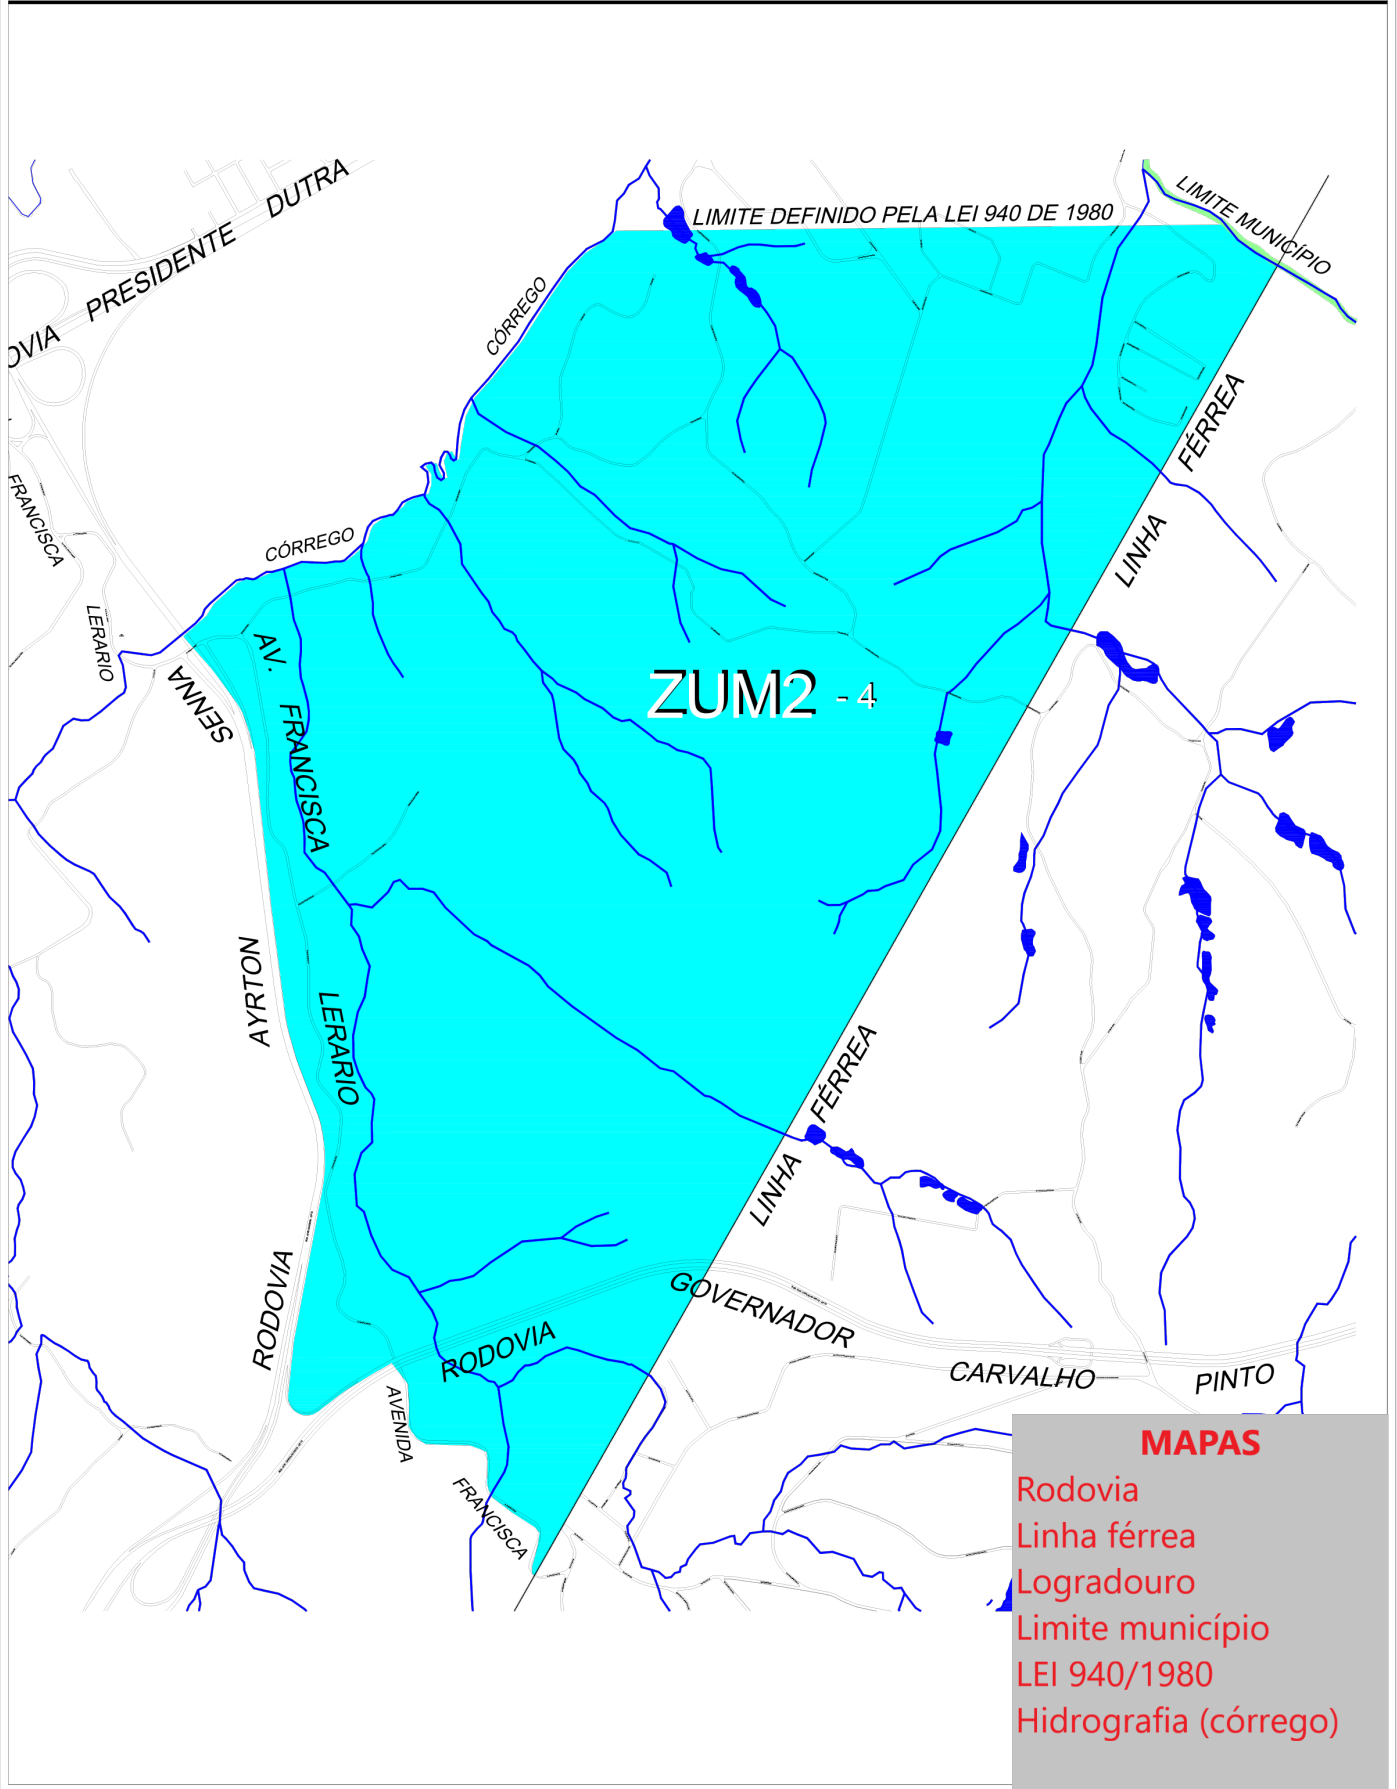 PRESIDENTE DUTRA
OVIA
LIMITE DEFINIDO PELA LEI 940 DE 1980
LIMITE MUNICÍPIO
CÓRREGO
LINHA FÉRREA
FRANCISCA
LERARIO
CÓRREGO
AV. FRANCISCA LERARIO
RODOVIA AYRTON SENNA
ZUM2 - 4
LINHA FÉRREA
RODOVIA GOVERNADOR CARVALHO PINTO
AVENIDA
FRANCISCA
MAPAS
Rodovia
Linha férrea
Logradouro
Limite município
LEI 940/1980
Hidrografia (córrego)